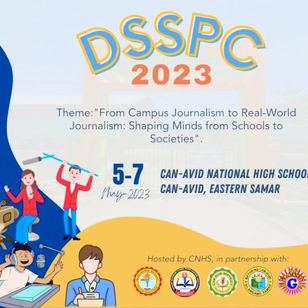 DSSPC
2023
Theme:"From Campus Journalism to Real-World
Journalism: Shaping Minds from Schools to
Societies".
5-7
May-2023
CAN-AVID NATIONAL HIGH SCHOOL
CAN-AVID, EASTERN SAMAR
Hosted by CNHS, in partnership with: